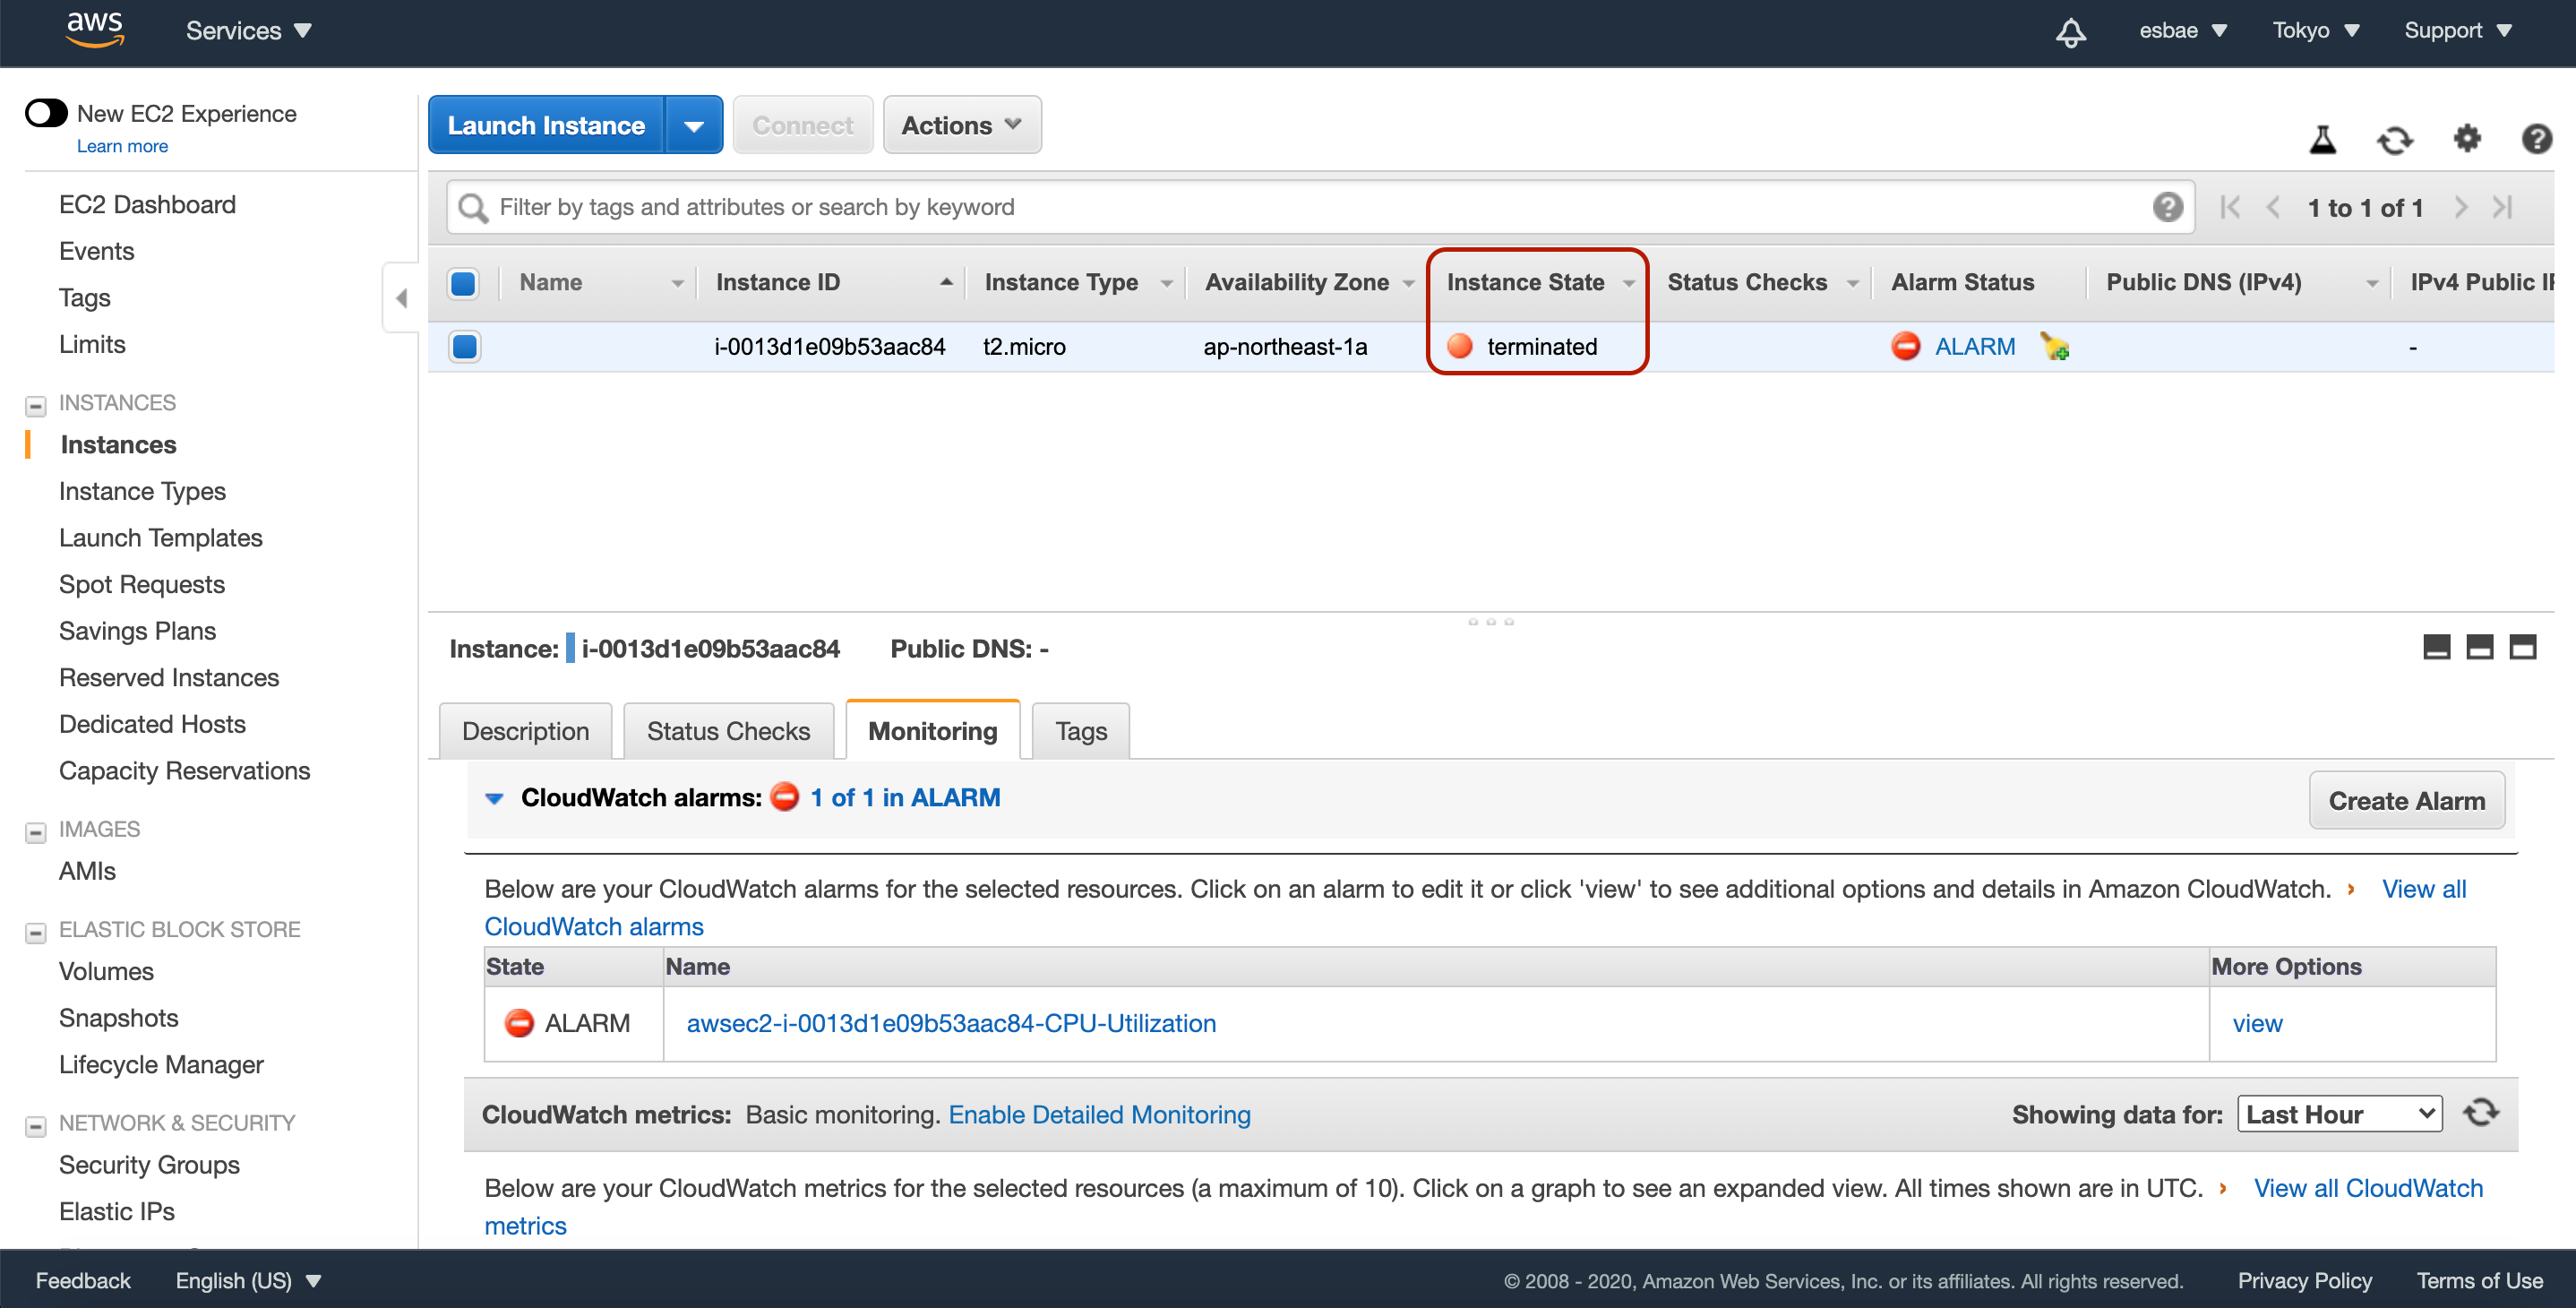 aws
Services
esbae
Tokyo
Support
New EC2 Experience
Learn more
EC2 Dashboard
Events
Tags
Limits
INSTANCES
Instances
Instance Types
Launch Templates
Spot Requests
Savings Plans
Reserved Instances
Dedicated Hosts
Capacity Reservations
IMAGES
AMIs
ELASTIC BLOCK STORE
Volumes
Snapshots
Lifecycle Manager
NETWORK & SECURITY
Security Groups
Elastic IPs
Launch Instance
Connect
Actions
Filter by tags and attributes or search by keyword
1 to 1 of 1
Name Instance ID Instance Type Availability Zone Instance State Status Checks Alarm Status Public DNS (IPv4) IPv4 Public
i-0013d1e09b53aac84 t2.micro ap-northeast-1a terminated ALARM -
Instance: i-0013d1e09b53aac84 Public DNS: -
Description
Status Checks
Monitoring
Tags
CloudWatch alarms: 1 of 1 in ALARM
Create Alarm
Below are your CloudWatch alarms for the selected resources. Click on an alarm to edit it or click 'view' to see additional options and details in Amazon CloudWatch. › View all
CloudWatch alarms
State Name More Options
ALARM awsec2-i-0013d1e09b53aac84-CPU-Utilization view
CloudWatch metrics: Basic monitoring. Enable Detailed Monitoring
Showing data for: Last Hour
Below are your CloudWatch metrics for the selected resources (a maximum of 10). Click on a graph to see an expanded view. All times shown are in UTC. › View all CloudWatch
metrics
Feedback
English (US)
© 2008 - 2020, Amazon Web Services, Inc. or its affiliates. All rights reserved.
Privacy Policy
Terms of Use